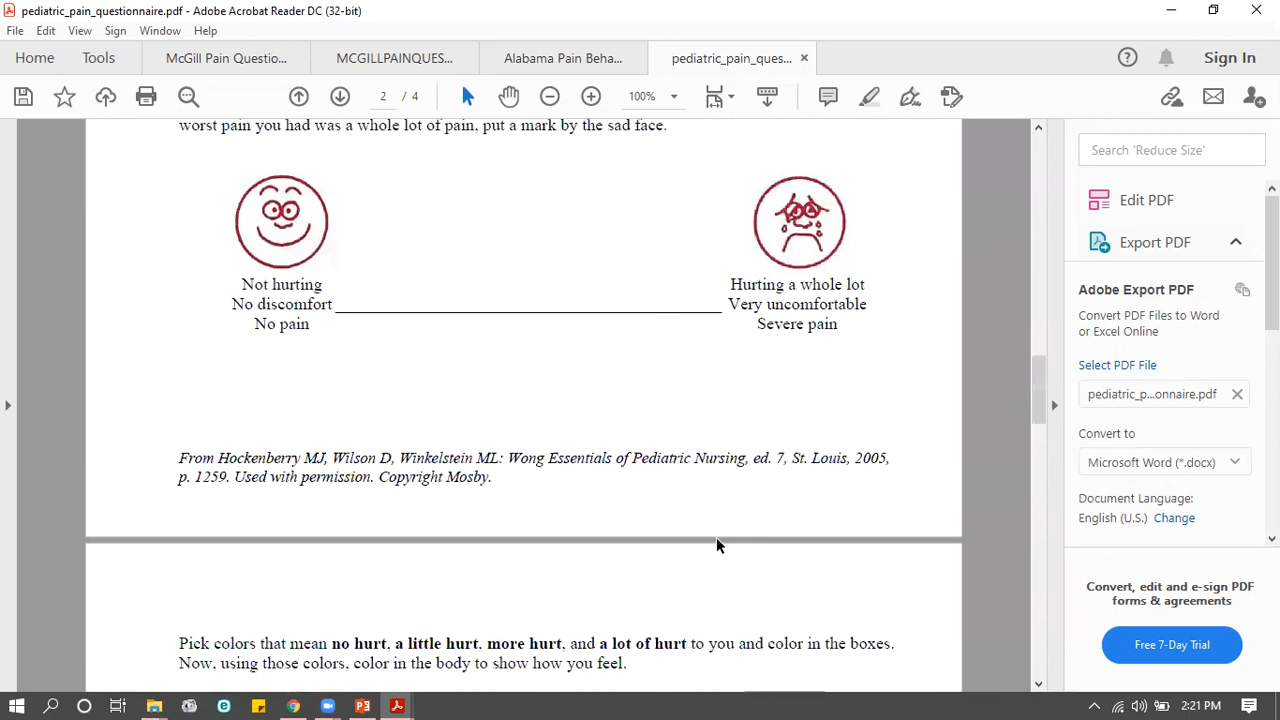 pediatric_pain_questionnaire.pdf - Adobe Acrobat Reader DC (32-bit)
File Edit View Sign Window Help
Home Tools McGill Pain Questio... MCGILLPAINQUES... Alabama Pain Beha... pediatric_pain_ques... Sign In
2 / 4 100%
worst pain you had was a whole lot of pain, put a mark by the sad face.
Not hurting
No discomfort
No pain
Hurting a whole lot
Very uncomfortable
Severe pain
From Hockenberry MJ, Wilson D, Winkelstein ML: Wong Essentials of Pediatric Nursing, ed. 7, St. Louis, 2005,
p. 1259. Used with permission. Copyright Mosby.
Pick colors that mean no hurt, a little hurt, more hurt, and a lot of hurt to you and color in the boxes.
Now, using those colors, color in the body to show how you feel.
Search 'Reduce Size'
Edit PDF
Export PDF
Adobe Export PDF
Convert PDF Files to Word
or Excel Online
Select PDF File
pediatric_p...onnaire.pdf
Convert to
Microsoft Word (*.docx)
Document Language:
English (U.S.) Change
Convert, edit and e-sign PDF
forms & agreements
Free 7-Day Trial
2:21 PM